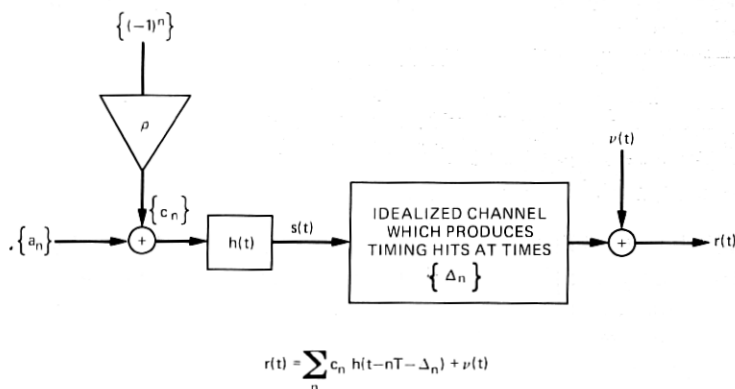 {(-1)ⁿ}
ρ
ν(t)
{cₙ}
.{aₙ}
+
h(t)
s(t)
IDEALIZED CHANNEL
WHICH PRODUCES
TIMING HITS AT TIMES
{Δₙ}
+
r(t)
r(t) = ∑ₙ cₙ h(t−nT−Δₙ) + ν(t)